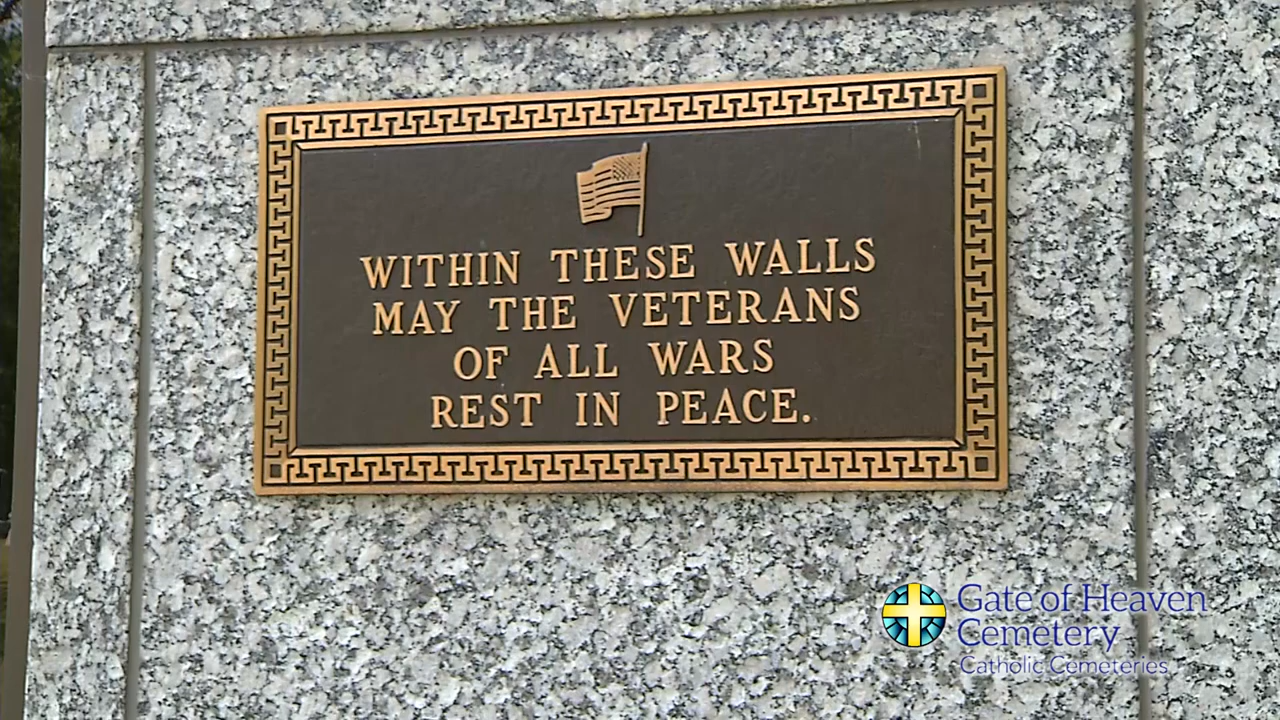 WITHIN THESE WALLS
MAY THE VETERANS
OF ALL WARS
REST IN PEACE.
Gate of Heaven
Cemetery
Catholic Cemeteries